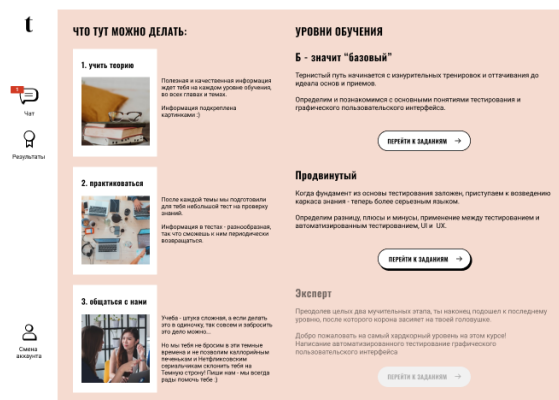 t
ЧТО ТУТ МОЖНО ДЕЛАТЬ:
1. учить теорию
Полезная и качественная информация
ждет тебя на каждом уровне обучения,
во всех главах и темах.
Информация подкреплена
картинками :)
2. практиковаться
После каждой темы мы подготовили
для тебя небольшой тест на проверку
знаний.
Информация в тестах - разнообразная,
так что сможешь к ним периодически
возвращаться.
3. общаться с нами
Учеба - штука сложная, а если делать
это в одиночку, так совсем и забросить
это дело можно...
Но мы тебя не бросим в эти темные
времена и не позволим каллорийным
печенькам и Нетфликсовским
сериальчикам склонить тебя на
Темную строну! Пиши нам - мы всегда
рады помочь тебе :)
Чат
Результаты
Смена
аккаунта
УРОВНИ ОБУЧЕНИЯ
Б - значит “базовый”
Тернистый путь начинается с изнурительных тренировок и оттачивания до
идеала основ и приемов.
Определим и познакомимся с основными понятиями тестирования и
графического пользовательского интерфейса.
ПЕРЕЙТИ К ЗАДАНИЯМ →
Продвинутый
Когда фундамент из основы тестирования заложен, приступаем к возведению
каркаса знания - теперь более серьезным языком.
Определим разницу, плюсы и минусы, применение между тестированием и
автоматизированным тестированием, UI и UX.
ПЕРЕЙТИ К ЗАДАНИЯМ →
Эксперт
Преодолев целых два мучительных этапа, ты наконец подошел к последнему
уровню, после которого корона засияет на твоей головушке.
Добро пожаловать на самый хардкорный уровень на этом курсе!
Написание автоматизированного тестирование графического
пользовательского интерфейса
ПЕРЕЙТИ К ЗАДАНИЯМ →